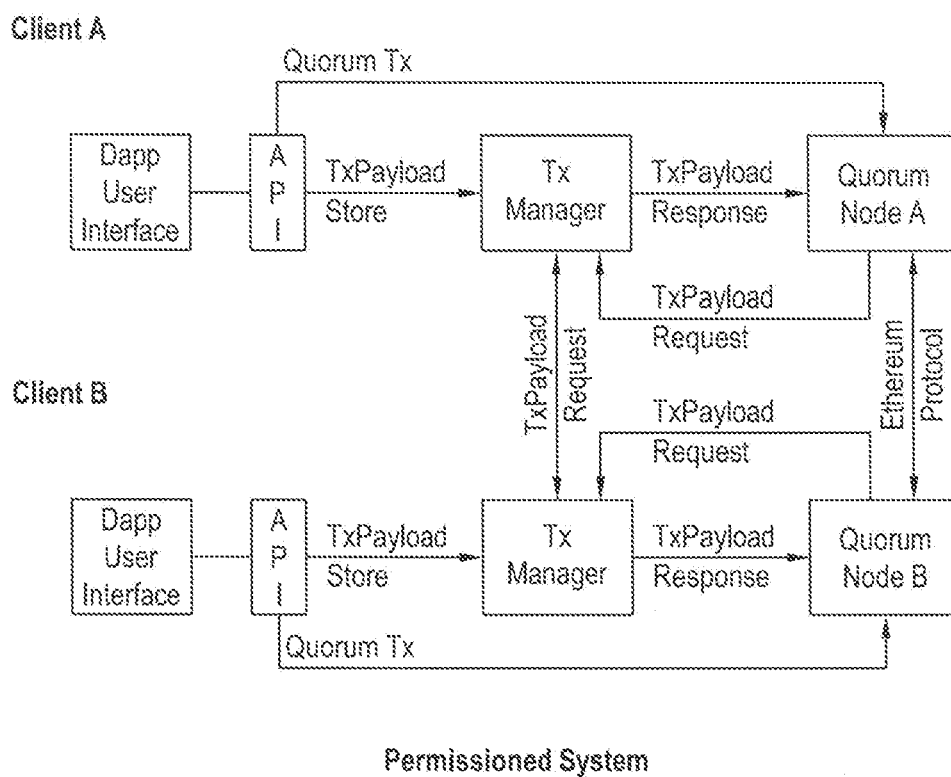 Client A
Quorum Tx
Dapp
User
Interface
A
P
I
TxPayload
Store
Tx
Manager
TxPayload
Response
Quorum
Node A
TxPayload
Request
TxPayload
Request
Ethereum
Protocol
Client B
TxPayload
Request
Dapp
User
Interface
A
P
I
TxPayload
Store
Tx
Manager
TxPayload
Response
Quorum
Node B
Quorum Tx
Permissioned System